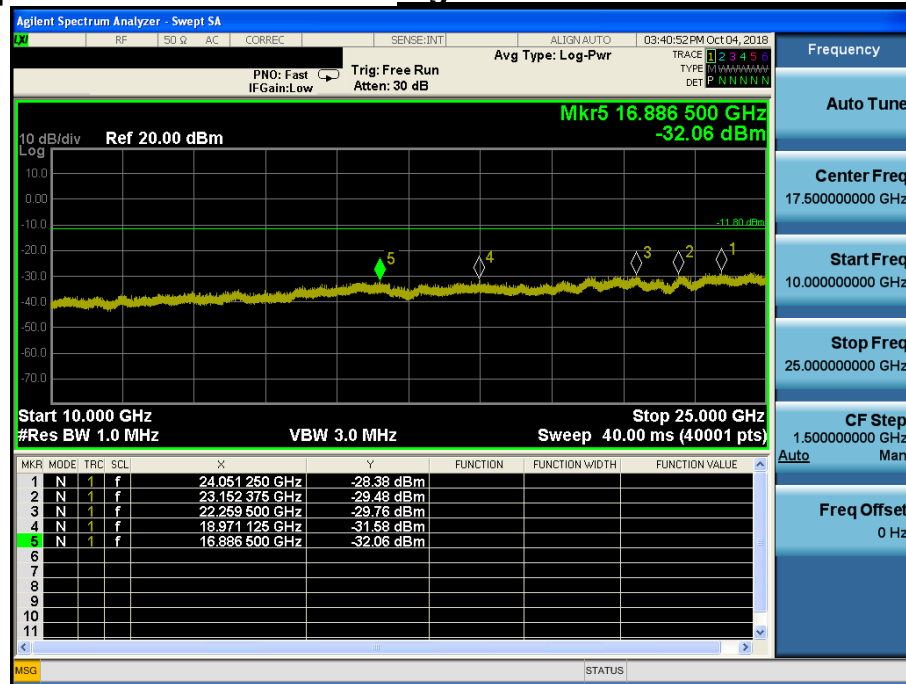 Agilent Spectrum Analyzer - Swept SA
LXI RF 50 Ω AC CORREC SENSE:INT ALIGN AUTO 03:40:52 PM Oct 04, 2018
Frequency
PNO: Fast Trig: Free Run Avg Type: Log-Pwr TRACE 1 2 3 4 5 6
IFGain:Low Atten: 30 dB TYPE M W W W W W
DET P N N N N N
Auto Tune
Mkr5 16.886 500 GHz
10 dB/div Ref 20.00 dBm -32.06 dBm
Log
10.0
0.00
-10.0
-11.80 dBm
-20.0
5 4 3 2 1
-30.0
-40.0
-50.0
-60.0
-70.0
Center Freq
17.500000000 GHz
Start Freq
10.000000000 GHz
Stop Freq
25.000000000 GHz
Start 10.000 GHz Stop 25.000 GHz
#Res BW 1.0 MHz VBW 3.0 MHz Sweep 40.00 ms (40001 pts)
CF Step
1.500000000 GHz
Auto Man
MKR MODE TRC SCL X Y FUNCTION FUNCTION WIDTH FUNCTION VALUE
1 N 1 f 24.051 250 GHz -28.38 dBm
2 N 1 f 23.152 375 GHz -29.48 dBm
3 N 1 f 22.259 500 GHz -29.76 dBm
4 N 1 f 18.971 125 GHz -31.58 dBm
5 N 1 f 16.886 500 GHz -32.06 dBm
6
7
8
9
10
11
Freq Offset
0 Hz
MSG STATUS